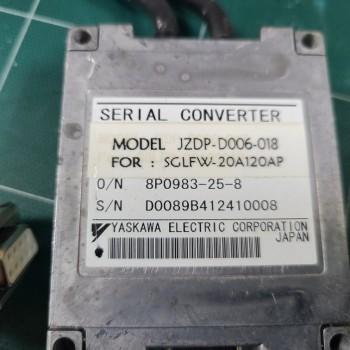 SERIAL CONVERTER
MODEL JZDP-D006-018
FOR : SGLFW-20A120AP
O/N 8P0983-25-8
S/N D0089B412410008
YASKAWA ELECTRIC CORPORATION
JAPAN